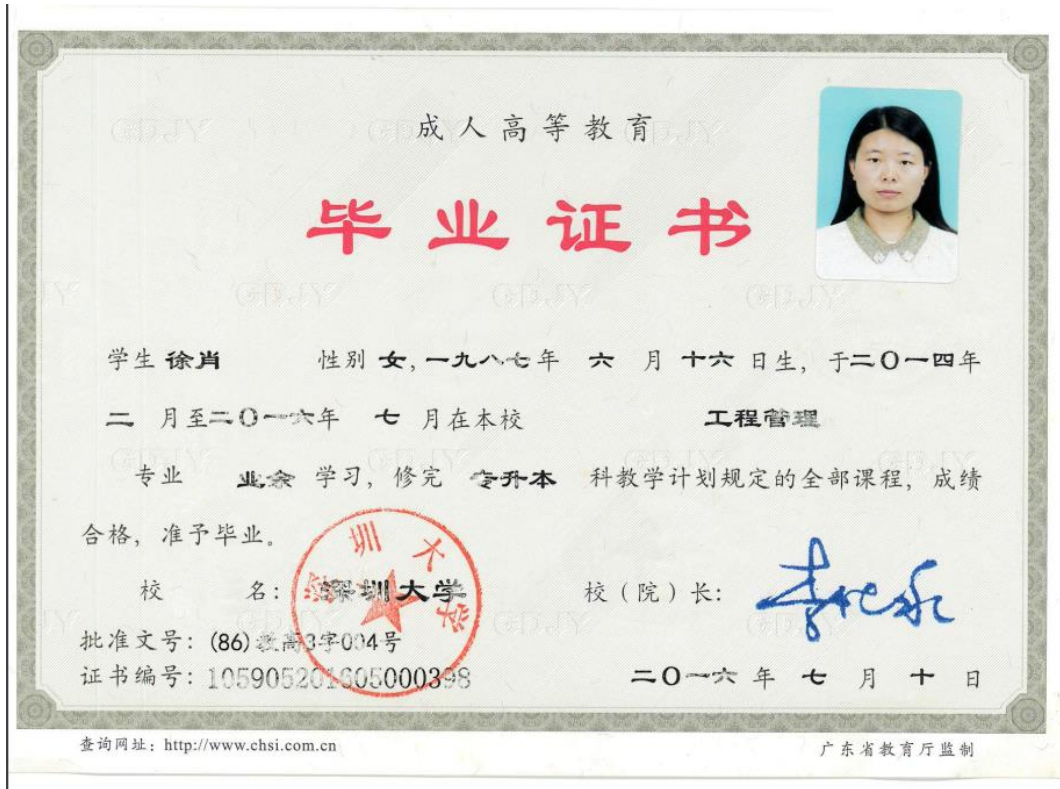 成人高等教育
毕业证书
学生 徐肖 性别 女,一九八七年 六 月 十六 日生, 于二〇一四年
二 月至二〇一六年 七 月在本校 工程管理
专业 业余 学习, 修完 专升本 科教学计划规定的全部课程, 成绩
合格, 准予毕业。
校 名: 深圳大学 校(院)长:
深圳大学
批准文号: (86)教高3字004号
证书编号: 105905201605000398 二〇一六 年 七 月 十 日
查询网址: http://www.chsi.com.cn 广东省教育厅监制
GDJY